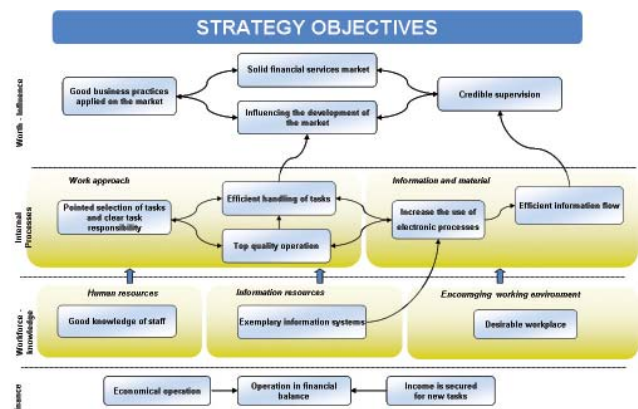 STRATEGY OBJECTIVES
Worth - Influence
Good business practices
applied on the market
Solid financial services market
Influencing the development of
the market
Credible supervision
Internal
Processes
Work approach
Pointed selection of tasks
and clear task
responsibility
Efficient handling of tasks
Top quality operation
Information and material
Increase the use of
electronic processes
Efficient information flow
Workforce -
knowledge
Human resources
Good knowledge of staff
Information resources
Exemplary information systems
Encouraging working environment
Desirable workplace
inance
Economical operation
Operation in financial
balance
Income is secured
for new tasks